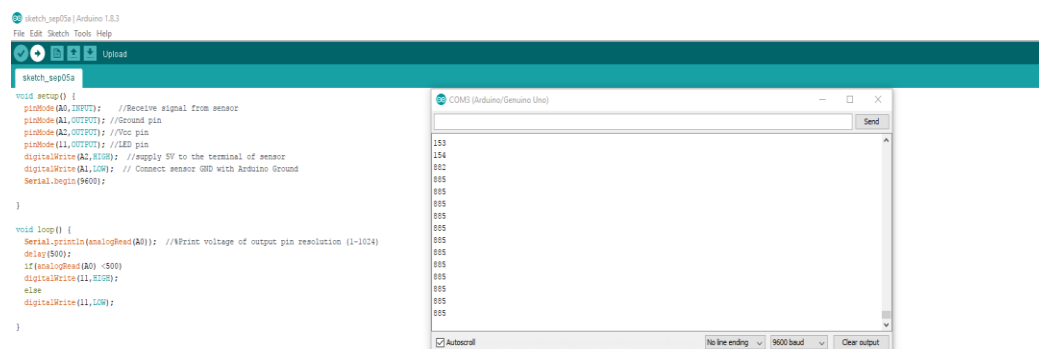 sketch_sep05a | Arduino 1.8.3
File Edit Sketch Tools Help
Upload
sketch_sep05a
void setup() {
pinMode(A0,INPUT); //Receive signal from sensor
pinMode(A1,OUTPUT); //Ground pin
pinMode(A2,OUTPUT); //Vcc pin
pinMode(11,OUTPUT); //LED pin
digitalWrite(A2,HIGH); //supply 5V to the terminal of sensor
digitalWrite(A1,LOW); // Connect sensor GND with Arduino Ground
Serial.begin(9600);
}
void loop() {
Serial.println(analogRead(A0)); //%Print voltage of output pin resolution (1-1024)
delay(500);
if(analogRead(A0) <500)
digitalWrite(11,HIGH);
else
digitalWrite(11,LOW);
}
COM3 (Arduino/Genuino Uno)
Send
153
154
882
885
885
885
885
885
885
885
885
885
885
885
885
Autoscroll
No line ending
9600 baud
Clear output